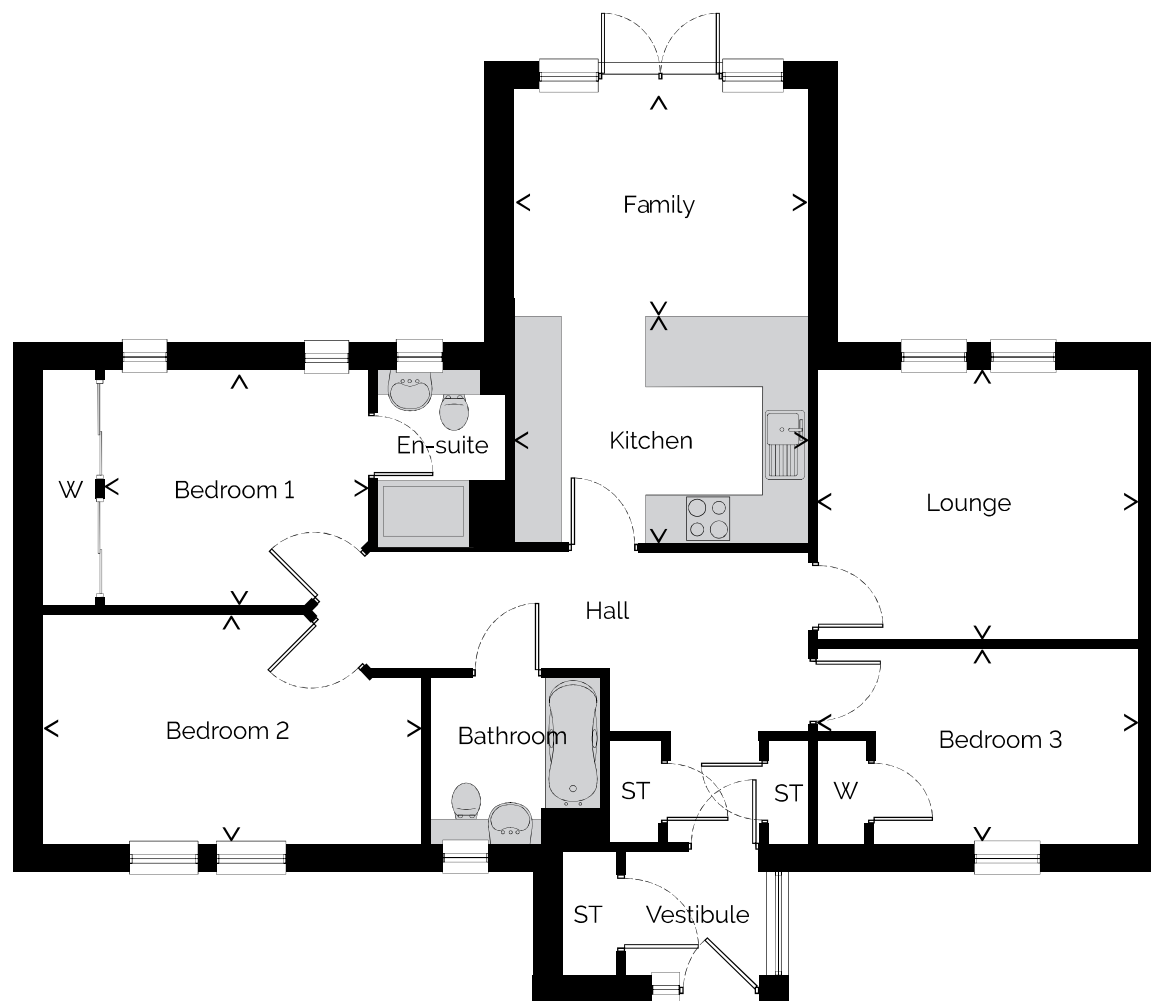 Family
En-suite
Kitchen
W
Bedroom 1
Lounge
Hall
Bedroom 2
Bathroom
Bedroom 3
ST
ST
W
ST
Vestibule